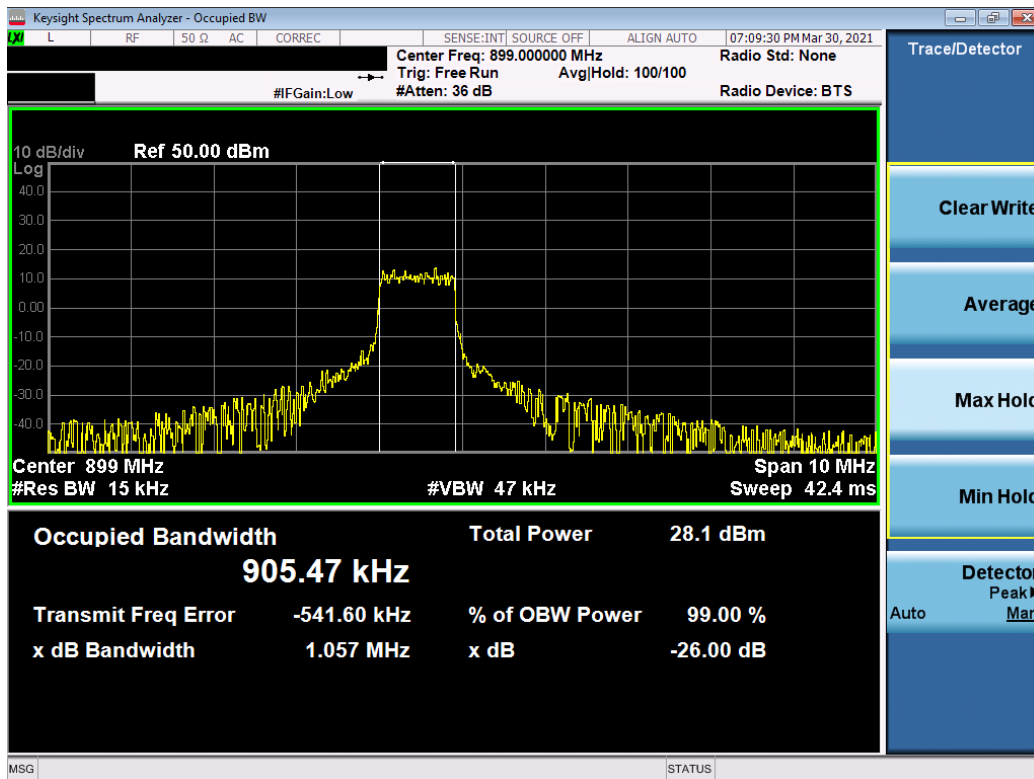 Keysight Spectrum Analyzer - Occupied BW
LXI L RF 50 Ω AC CORREC SENSE:INT SOURCE OFF ALIGN AUTO 07:09:30 PM Mar 30, 2021
Center Freq: 899.000000 MHz Radio Std: None
Trig: Free Run Avg|Hold: 100/100
#IFGain:Low #Atten: 36 dB Radio Device: BTS
10 dB/div Ref 50.00 dBm
Log
40.0
30.0
20.0
10.0
0.00
-10.0
-20.0
-30.0
-40.0
Center 899 MHz Span 10 MHz
#Res BW 15 kHz #VBW 47 kHz Sweep 42.4 ms
Occupied Bandwidth Total Power 28.1 dBm
905.47 kHz
Transmit Freq Error -541.60 kHz % of OBW Power 99.00 %
x dB Bandwidth 1.057 MHz x dB -26.00 dB
MSG STATUS
Trace/Detector
Clear Write
Average
Max Hold
Min Hold
Detector
Peak
Auto Man